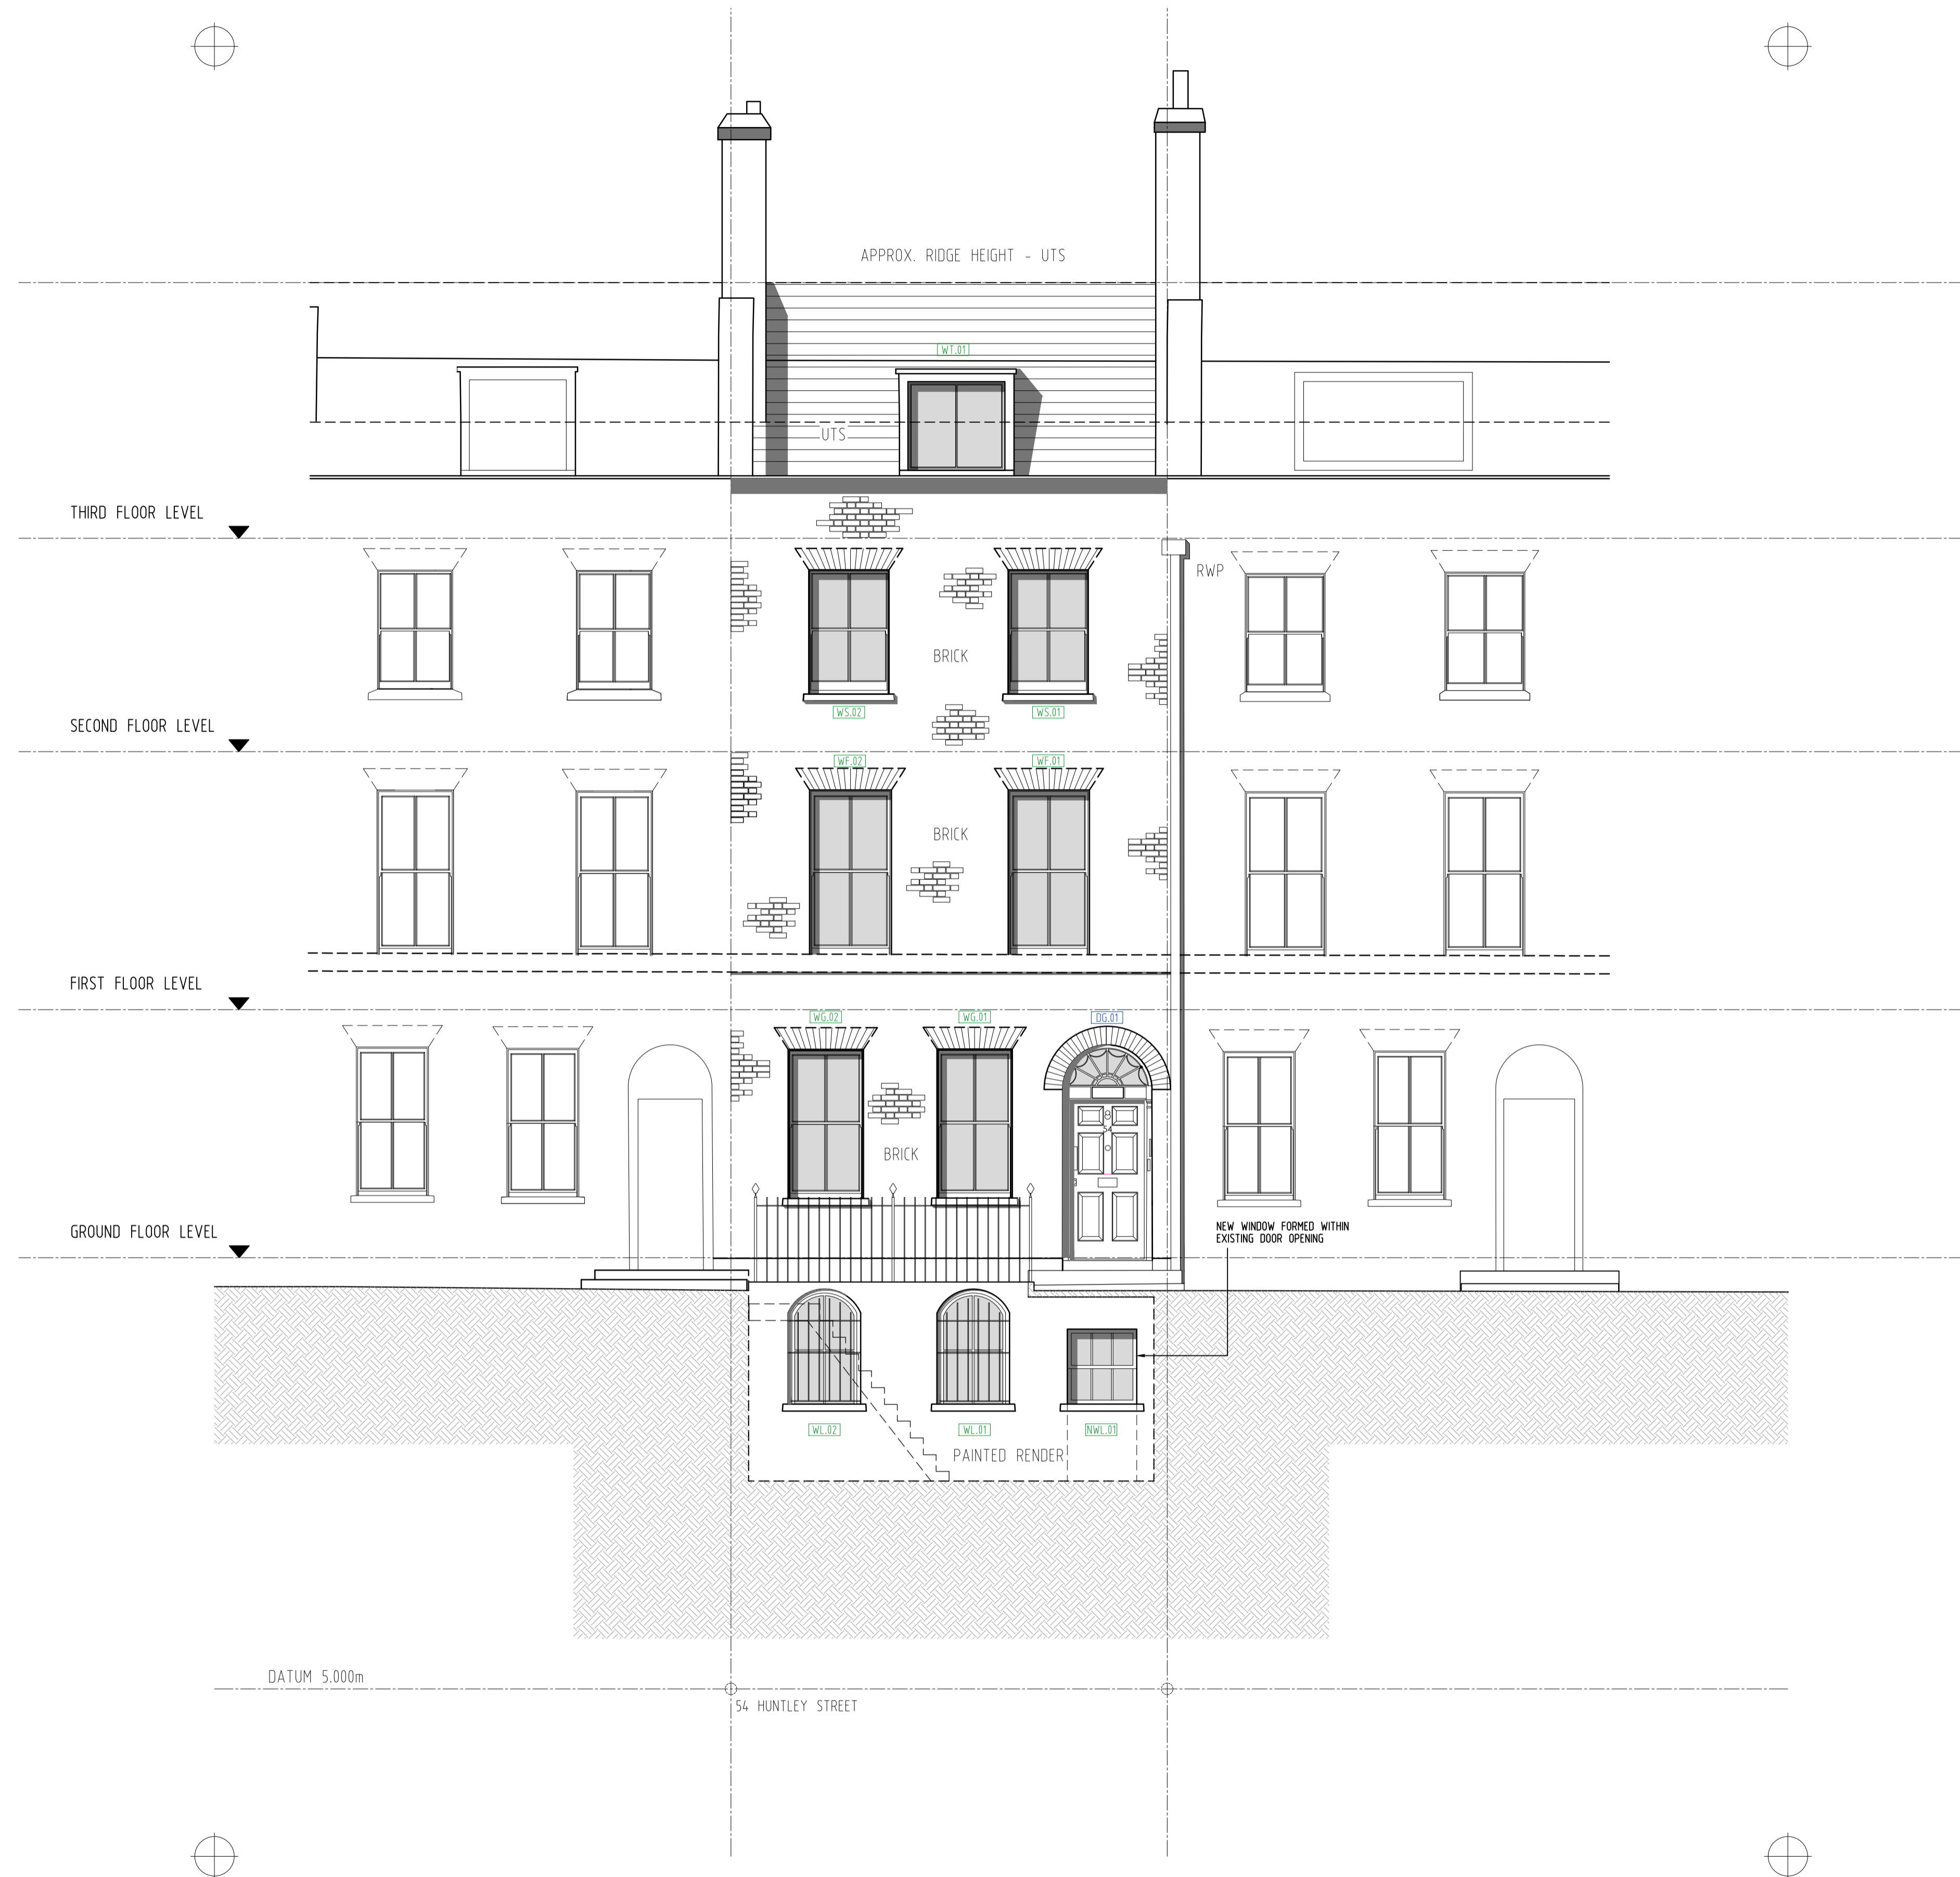 APPROX. RIDGE HEIGHT - UTS
WT.01
UTS
THIRD FLOOR LEVEL
RWP
BRICK
WS.02
WS.01
SECOND FLOOR LEVEL
WF.02
WF.01
BRICK
FIRST FLOOR LEVEL
WG.02
WG.01
DG.01
54
BRICK
GROUND FLOOR LEVEL
NEW WINDOW FORMED WITHIN
EXISTING DOOR OPENING
WL.02
WL.01
NWL.01
PAINTED RENDER
DATUM 5.000m
54 HUNTLEY STREET